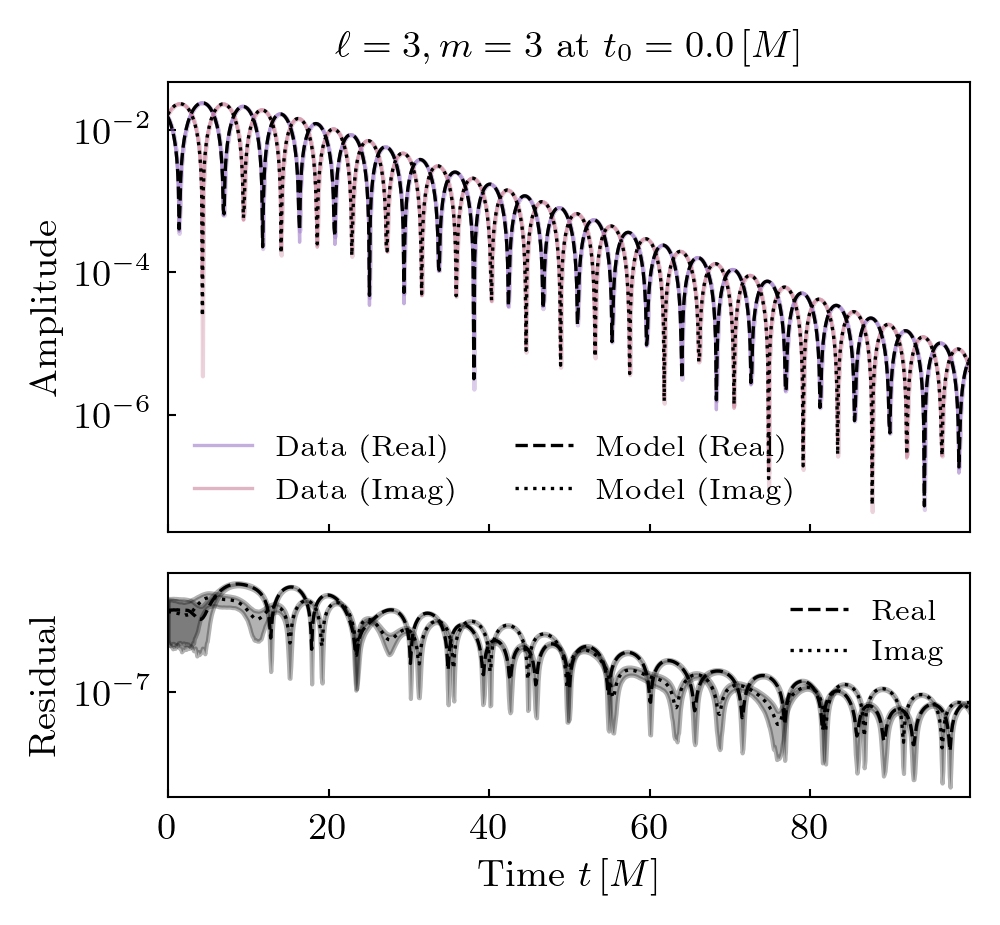 ℓ = 3, m = 3 at t₀ = 0.0 [M]
10⁻²
10⁻⁴
10⁻⁶
Amplitude
Data (Real)
Data (Imag)
Model (Real)
Model (Imag)
10⁻⁷
Residual
Real
Imag
0 20 40 60 80
Time t [M]